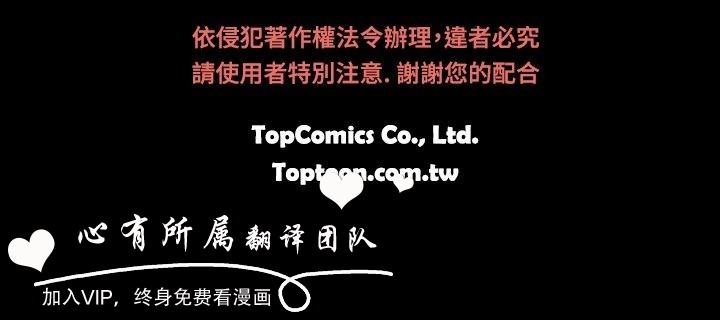 依侵犯著作權法令辦理，違者必究
請使用者特別注意. 謝謝您的配合
TopComics Co., Ltd.
Toptoon.com.tw
心有所属翻译团队
加入VIP，终身免费看漫画